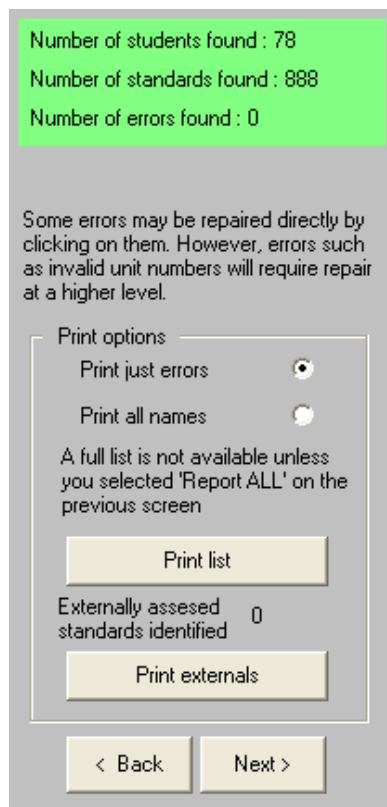 Number of students found : 78
Number of standards found : 888
Number of errors found : 0
Some errors may be repaired directly by
clicking on them. However, errors such
as invalid unit numbers will require repair
at a higher level.
Print options
Print just errors
Print all names
A full list is not available unless
you selected 'Report ALL' on the
previous screen
Print list
Externally assesed
standards identified 0
Print externals
< Back Next >